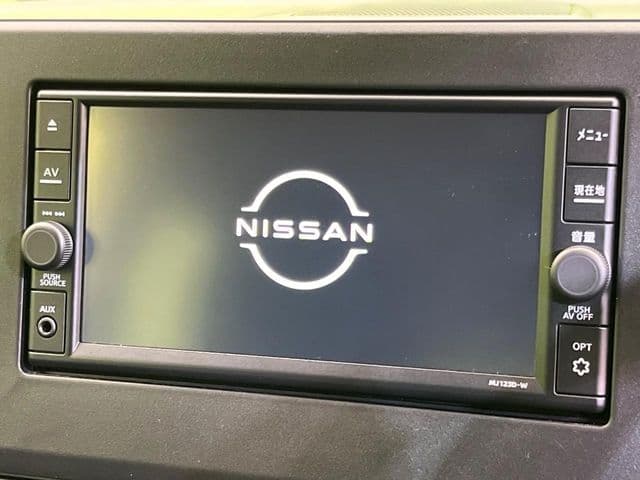 AV
PUSH
SOURCE
AUX
NISSAN
メニュー
現在地
音量
PUSH
AV OFF
OPT
MJ123D-W